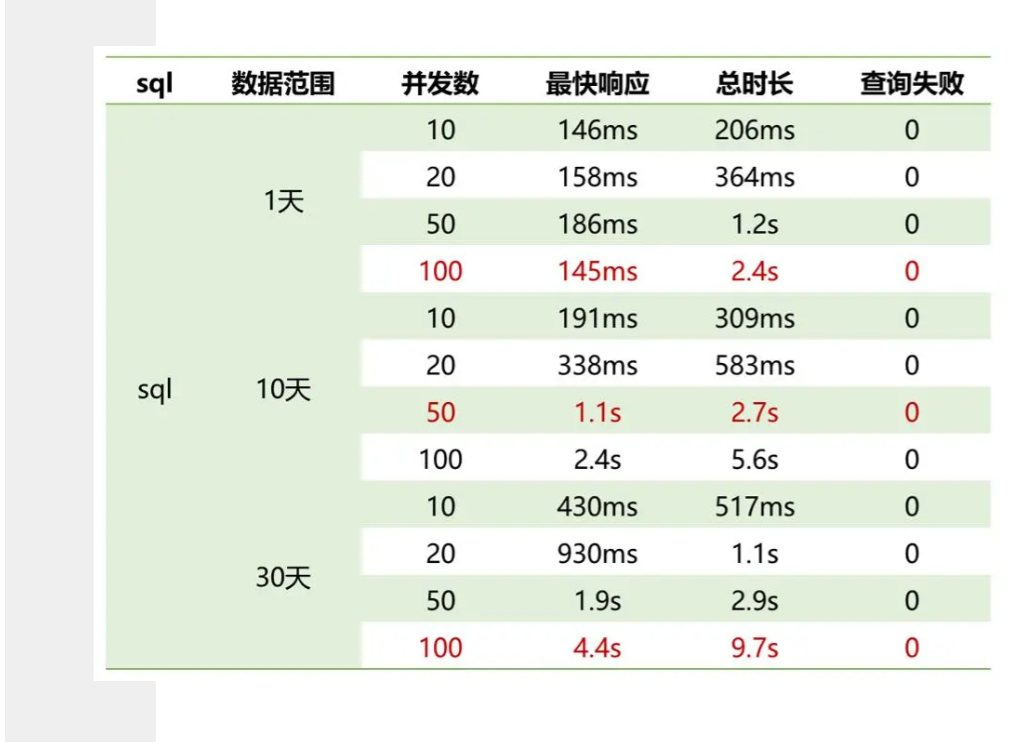 sql 数据范围 并发数 最快响应 总时长 查询失败
10 146ms 206ms 0
20 158ms 364ms 0
1天
50 186ms 1.2s 0
100 145ms 2.4s 0
10 191ms 309ms 0
20 338ms 583ms 0
sql 10天
50 1.1s 2.7s 0
100 2.4s 5.6s 0
10 430ms 517ms 0
20 930ms 1.1s 0
30天
50 1.9s 2.9s 0
100 4.4s 9.7s 0